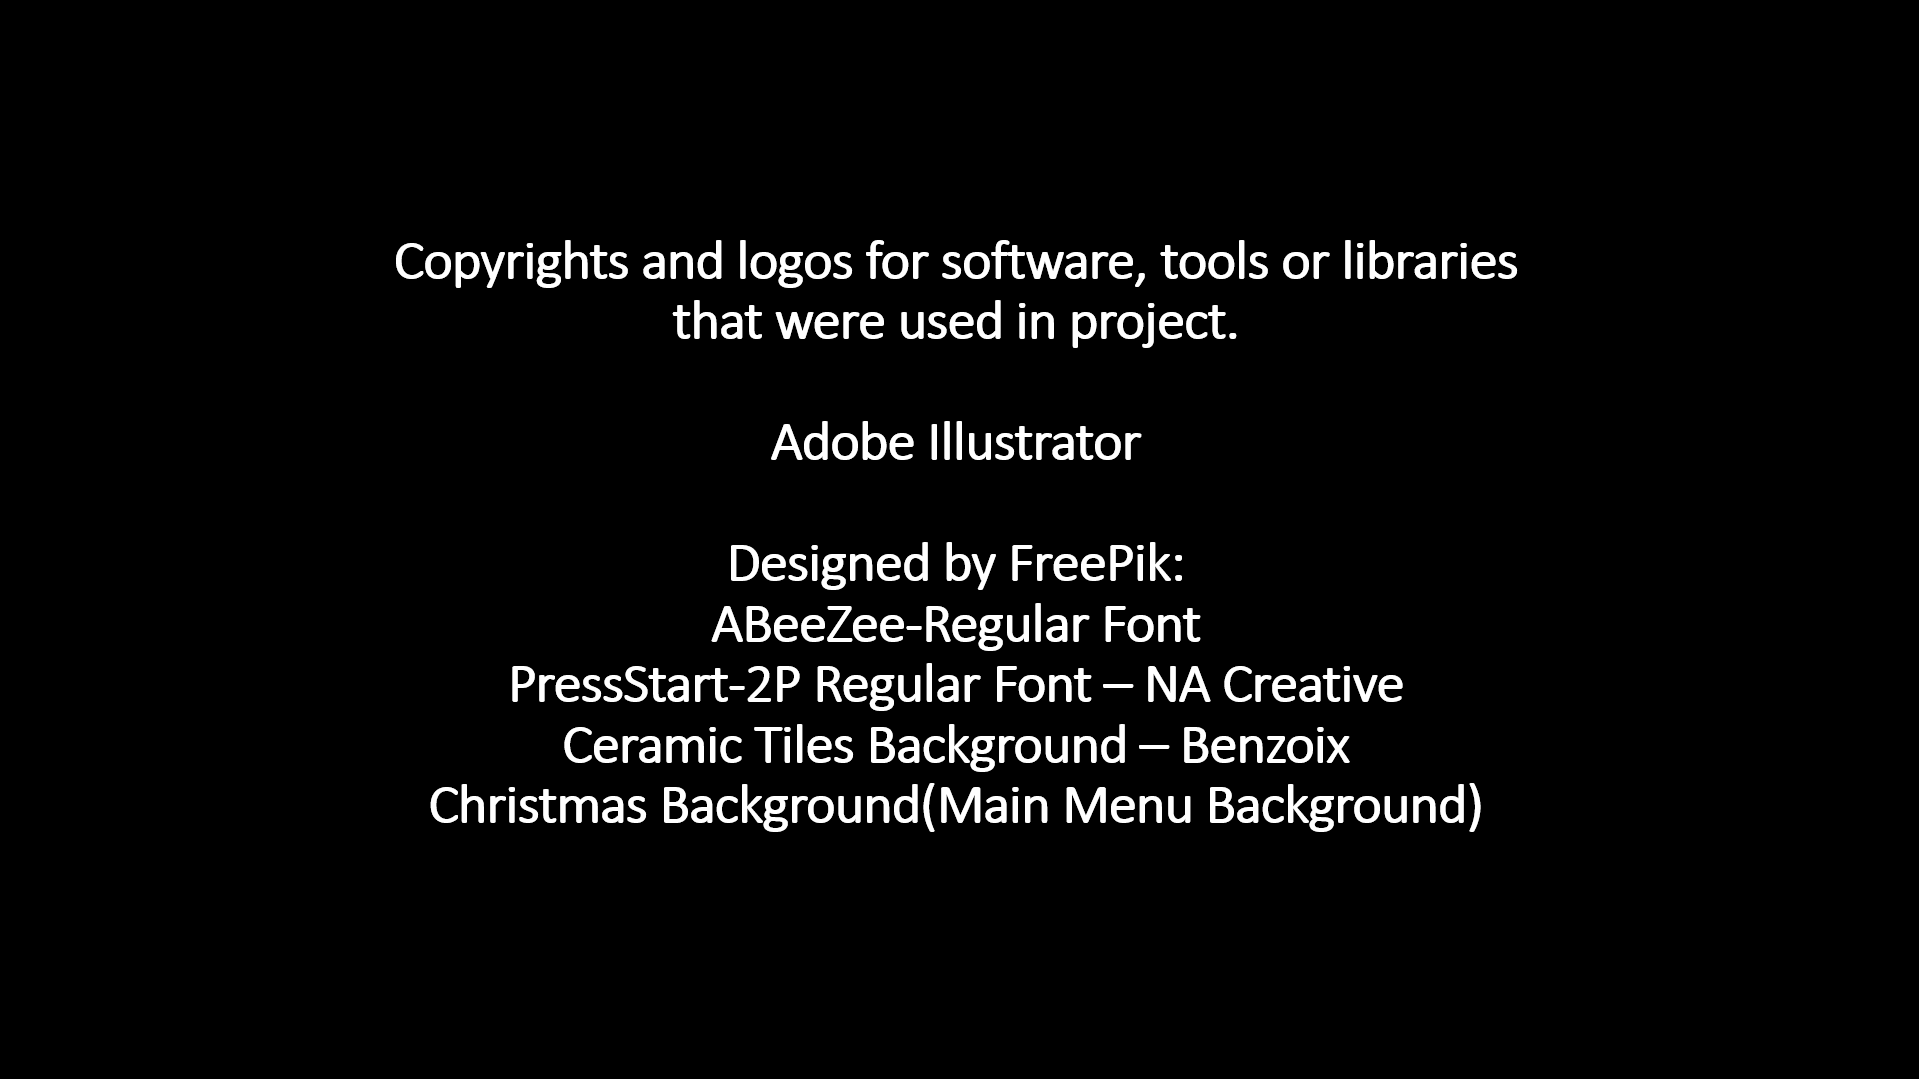 Copyrights and logos for software, tools or libraries
that were used in project.
Adobe Illustrator
Designed by FreePik:
ABeeZee-Regular Font
PressStart-2P Regular Font – NA Creative
Ceramic Tiles Background – Benzoix
Christmas Background(Main Menu Background)